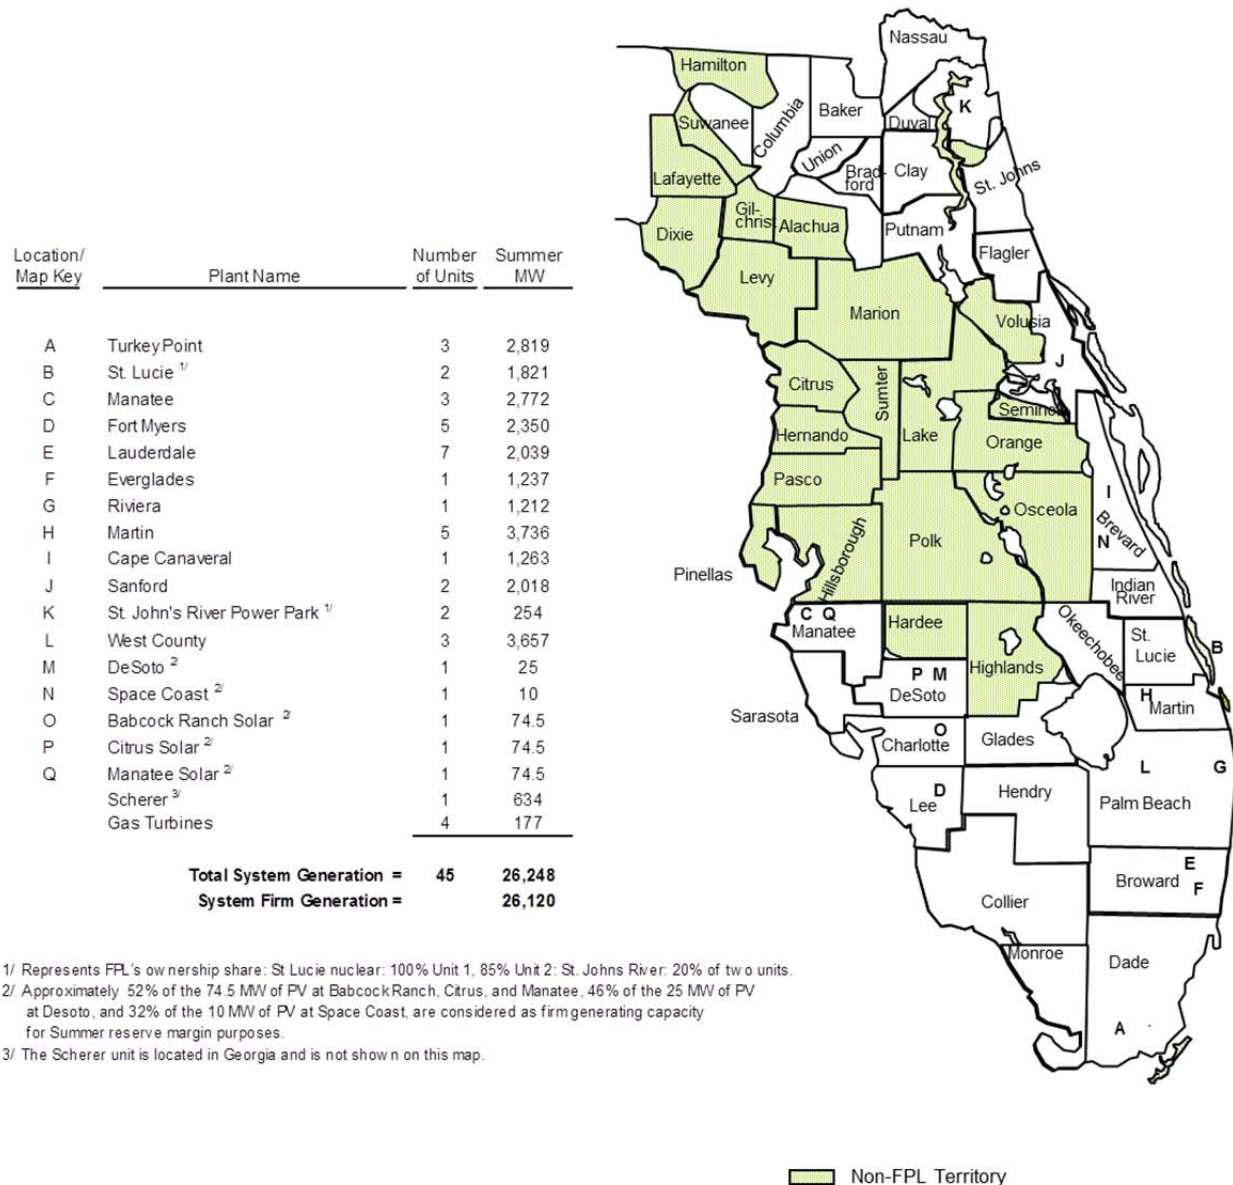 Location/ Number Summer
Map Key Plant Name of Units MW
A Turkey Point 3 2,819
B St. Lucie 1/ 2 1,821
C Manatee 3 2,772
D Fort Myers 5 2,350
E Lauderdale 7 2,039
F Everglades 1 1,237
G Riviera 1 1,212
H Martin 5 3,736
I Cape Canaveral 1 1,263
J Sanford 2 2,018
K St. John's River Power Park 1/ 2 254
L West County 3 3,657
M DeSoto 2/ 1 25
N Space Coast 2/ 1 10
O Babcock Ranch Solar 2/ 1 74.5
P Citrus Solar 2/ 1 74.5
Q Manatee Solar 2/ 1 74.5
Scherer 3/ 1 634
Gas Turbines 4 177
Total System Generation = 45 26,248
System Firm Generation = 26,120
1/ Represents FPL's ownership share: St Lucie nuclear: 100% Unit 1, 85% Unit 2: St. Johns River: 20% of two units.
2/ Approximately 52% of the 74.5 MW of PV at Babcock Ranch, Citrus, and Manatee, 46% of the 25 MW of PV
at Desoto, and 32% of the 10 MW of PV at Space Coast, are considered as firm generating capacity
for Summer reserve margin purposes.
3/ The Scherer unit is located in Georgia and is not shown on this map.
Nassau
Hamilton
K
Baker
Columbia
Suwanee
Duval
Union
Brad-
ford
Clay
St. Johns
Lafayette
Gil-
chris
Alachua
Dixie
Putnam
Flagler
Levy
Marion
Volusia
J
Citrus
Sumter
Seminol
Hernando
Lake
Orange
Pasco
I
Osceola
Brevard
N
Polk
Hillsborough
Pinellas
Indian
River
C Q
Manatee
Hardee
Okeechobee
St.
Lucie
B
Highlands
P M
DeSoto
H
Martin
Sarasota
O
Charlotte
Glades
L
G
D
Lee
Hendry
Palm Beach
E
Broward
F
Collier
Monroe
Dade
A
Non-FPL Territory